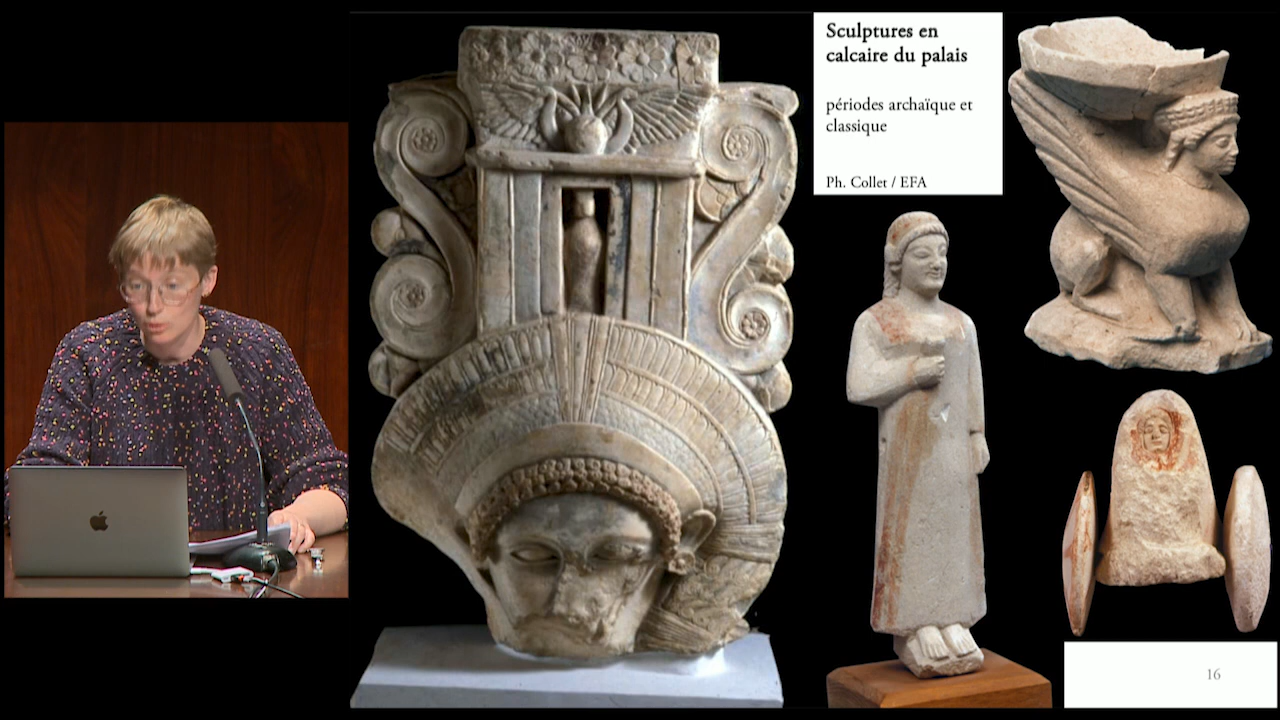 Sculptures en
calcaire du palais
périodes archaïque et
classique
Ph. Collet / EFA
16